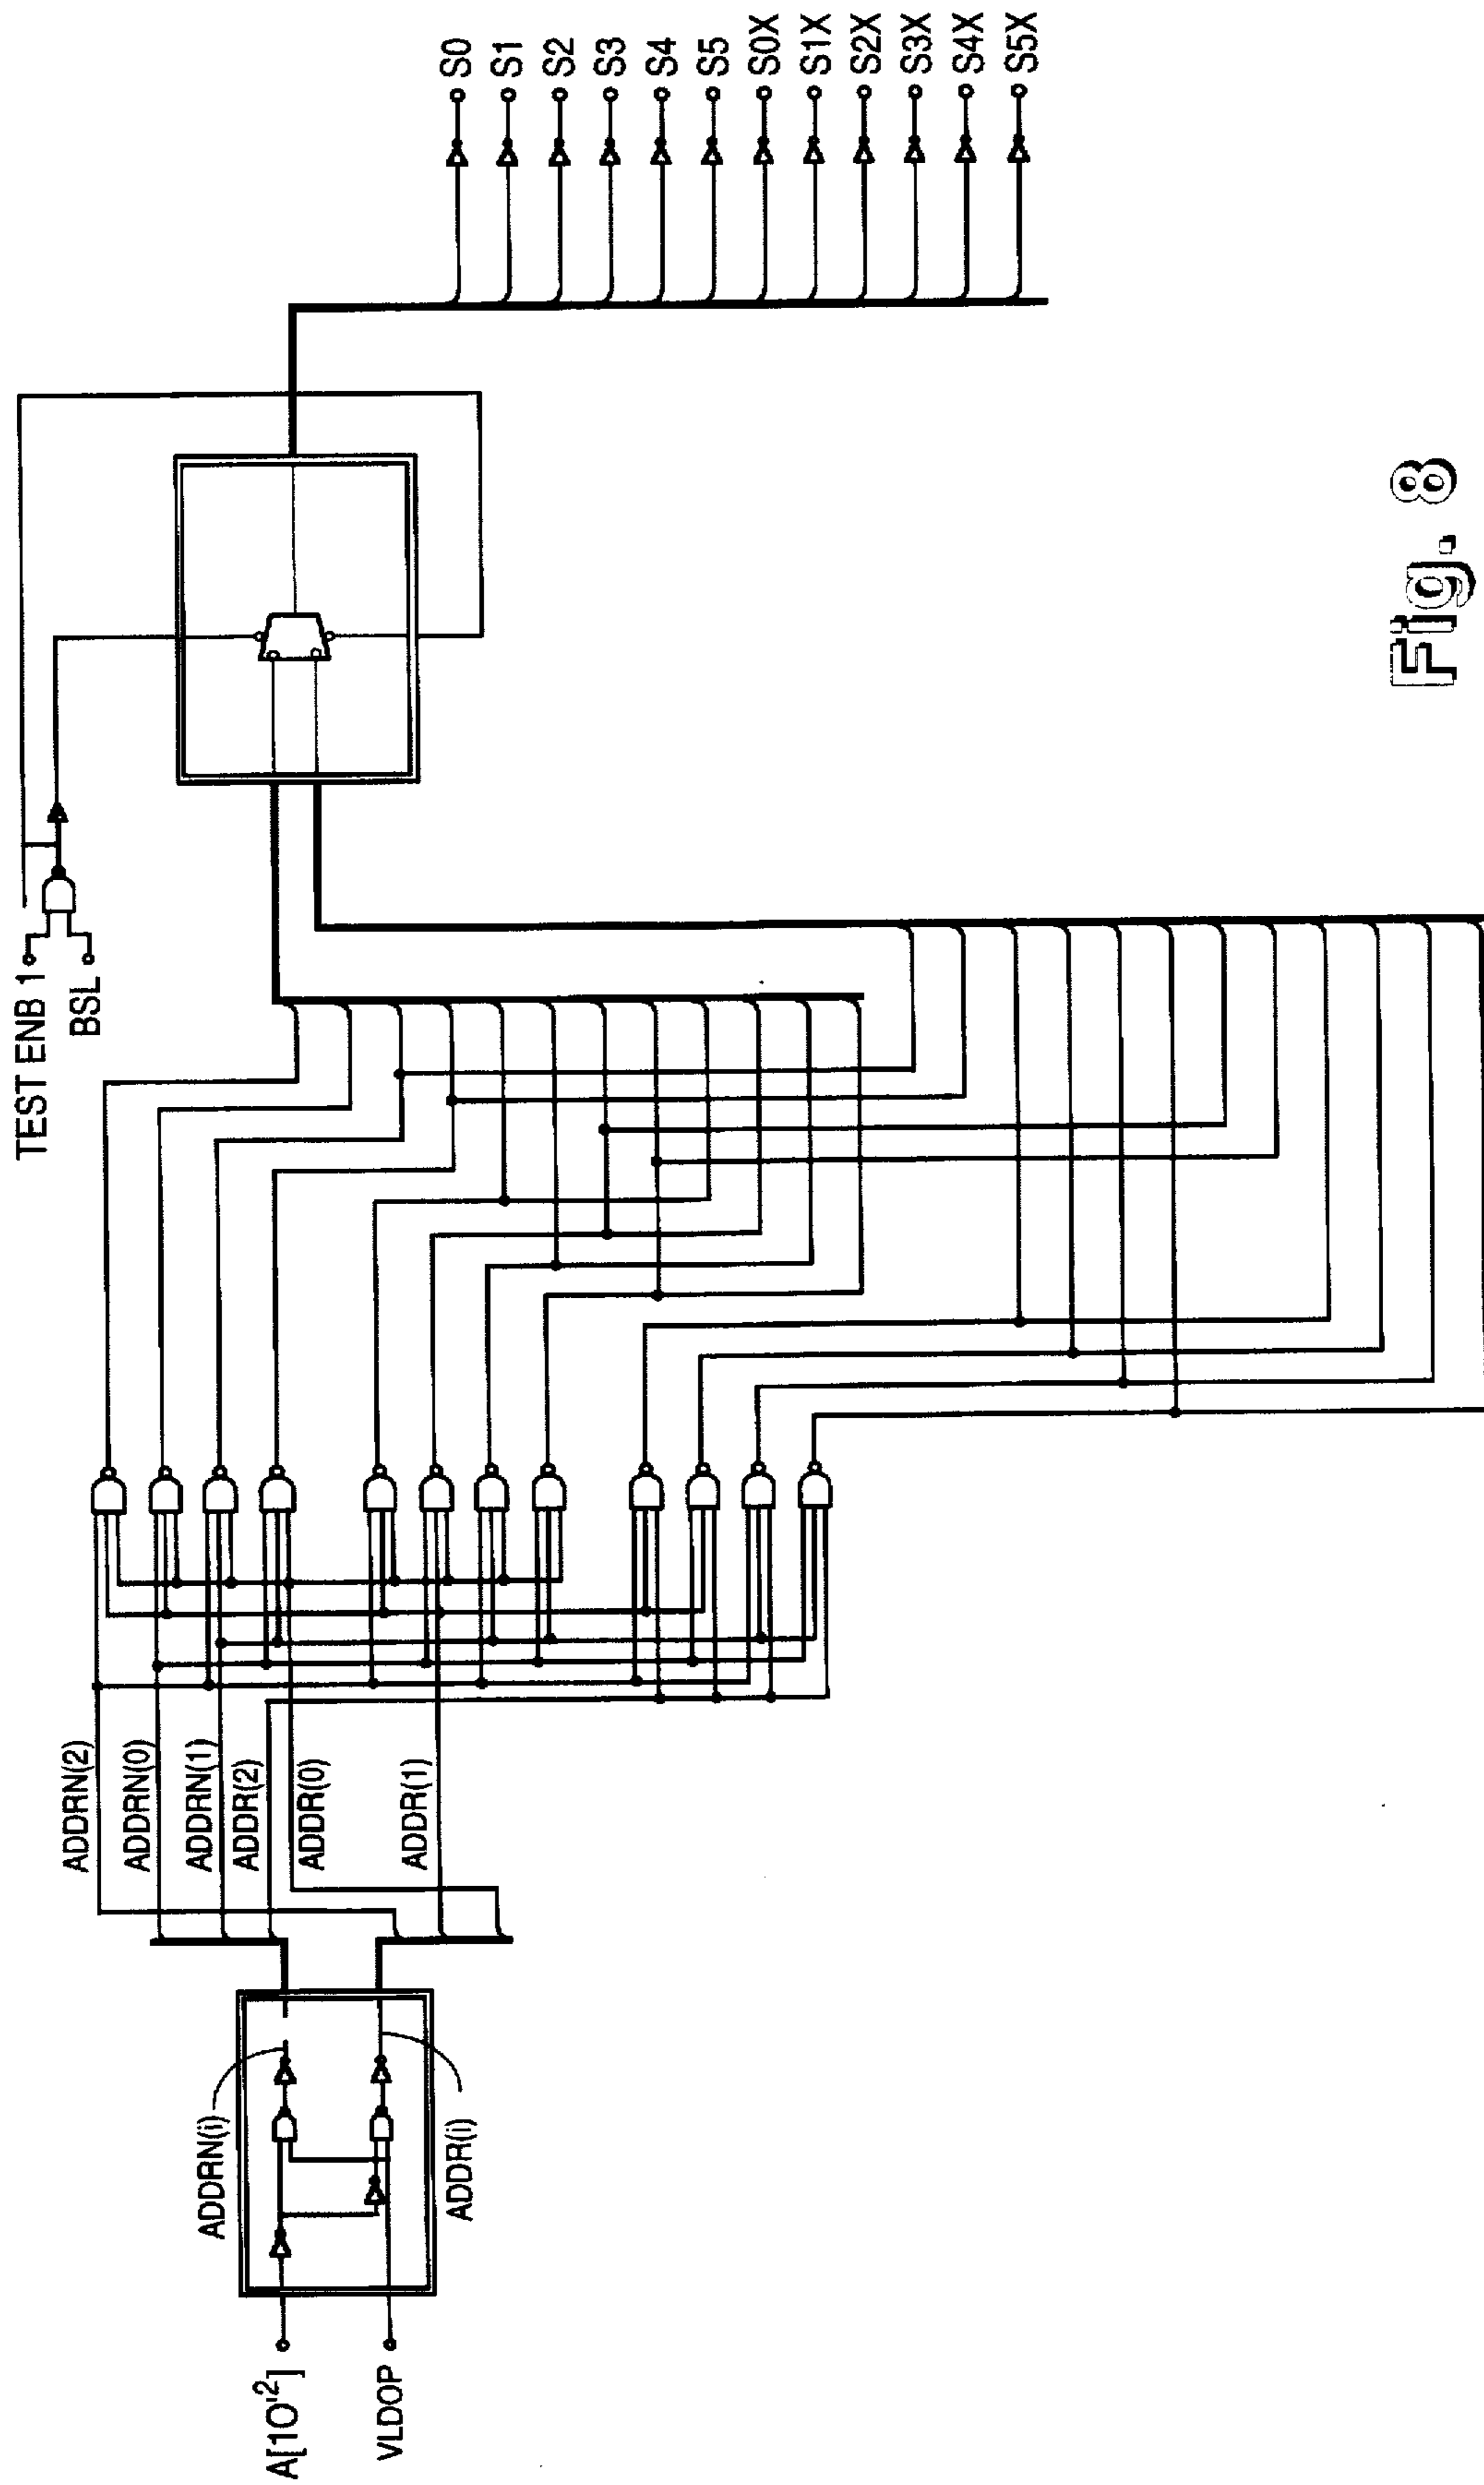 TEST ENB 1
BSL
S0
S1
S2
S3
S4
S5
S0X
S1X
S2X
S3X
S4X
S5X
ADDRN(2)
ADDRN(0)
ADDRN(1)
ADDR(2)
ADDR(0)
ADDR(1)
ADDRN(i)
ADDR(i)
A[10'2]
VLDOP
Fig. 8